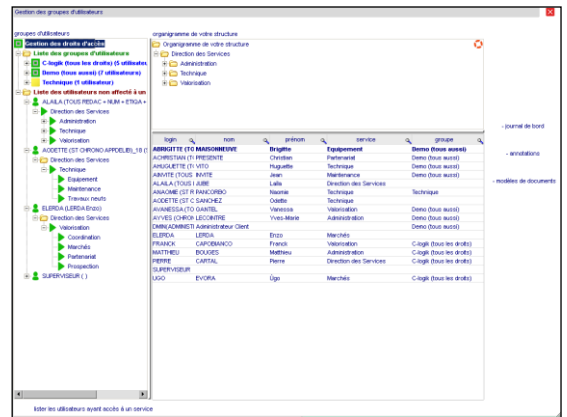 Gestion des groupes d'utilisateurs
groupes d'utilisateurs
Gestion des droits d'accès
Liste des groupes d'utilisateurs
C-logik (tous les droits) (5 utilisateu
Demo (tous aussi) (7 utilisateurs)
Technique (1 utilisateur)
Liste des utilisateurs non affecté à un
ALAILA (TOUS REDAC + NUM + ETIGA +
Direction des Services
Administration
Technique
Valorisation
AODETTE (ST CHRONO APPDELIB)_18 (
Direction des Services
Technique
Equipement
Maintenance
Travaux neufs
ELERDA (LERDA Enzo)
Direction des Services
Valorisation
Coordination
Marchés
Partenariat
Prospection
SUPERVISEUR ( )
organigramme de votre structure
Organigramme de votre structure
Direction des Services
Administration
Technique
Valorisation
login nom prénom service groupe
ABRIGITTE (TO MAISONNEUVE Brigitte Equipement Demo (tous aussi)
ACHRISTIAN (T PRESENTE Christian Partenariat Demo (tous aussi)
AHUGUETTE (T VITO Huguette Technique Demo (tous aussi)
AINVITE (TOUS INVITE Jean Maintenance Demo (tous aussi)
ALAILA (TOUS JUBE Laila Direction des Services
ANAOMIE (ST R PANCORBO Naomie Technique Technique
AODETTE (ST C SANCHEZ Odette Technique
AVANESSA (TO OANTEL Vanessa Valorisation Demo (tous aussi)
AYVES (CHRON LECOINTRE Yves-Marie Administration Demo (tous aussi)
DMIN(ADMINISTI Administrateur Client Demo (tous aussi)
ELERDA LERDA Enzo Marchés
FRANCK CAPOBIANCO Franck Valorisation C-logik (tous les droits)
MATTHIEU BOUGES Matthieu Administration C-logik (tous les droits)
PIERRE CARTAL Pierre Direction des Services C-logik (tous les droits)
SUPERVISEUR
UGO EVORA Ugo Marchés C-logik (tous les droits)
- journal de bord
- annotations
- modèles de documents
lister les utilisateurs ayant accès à un service